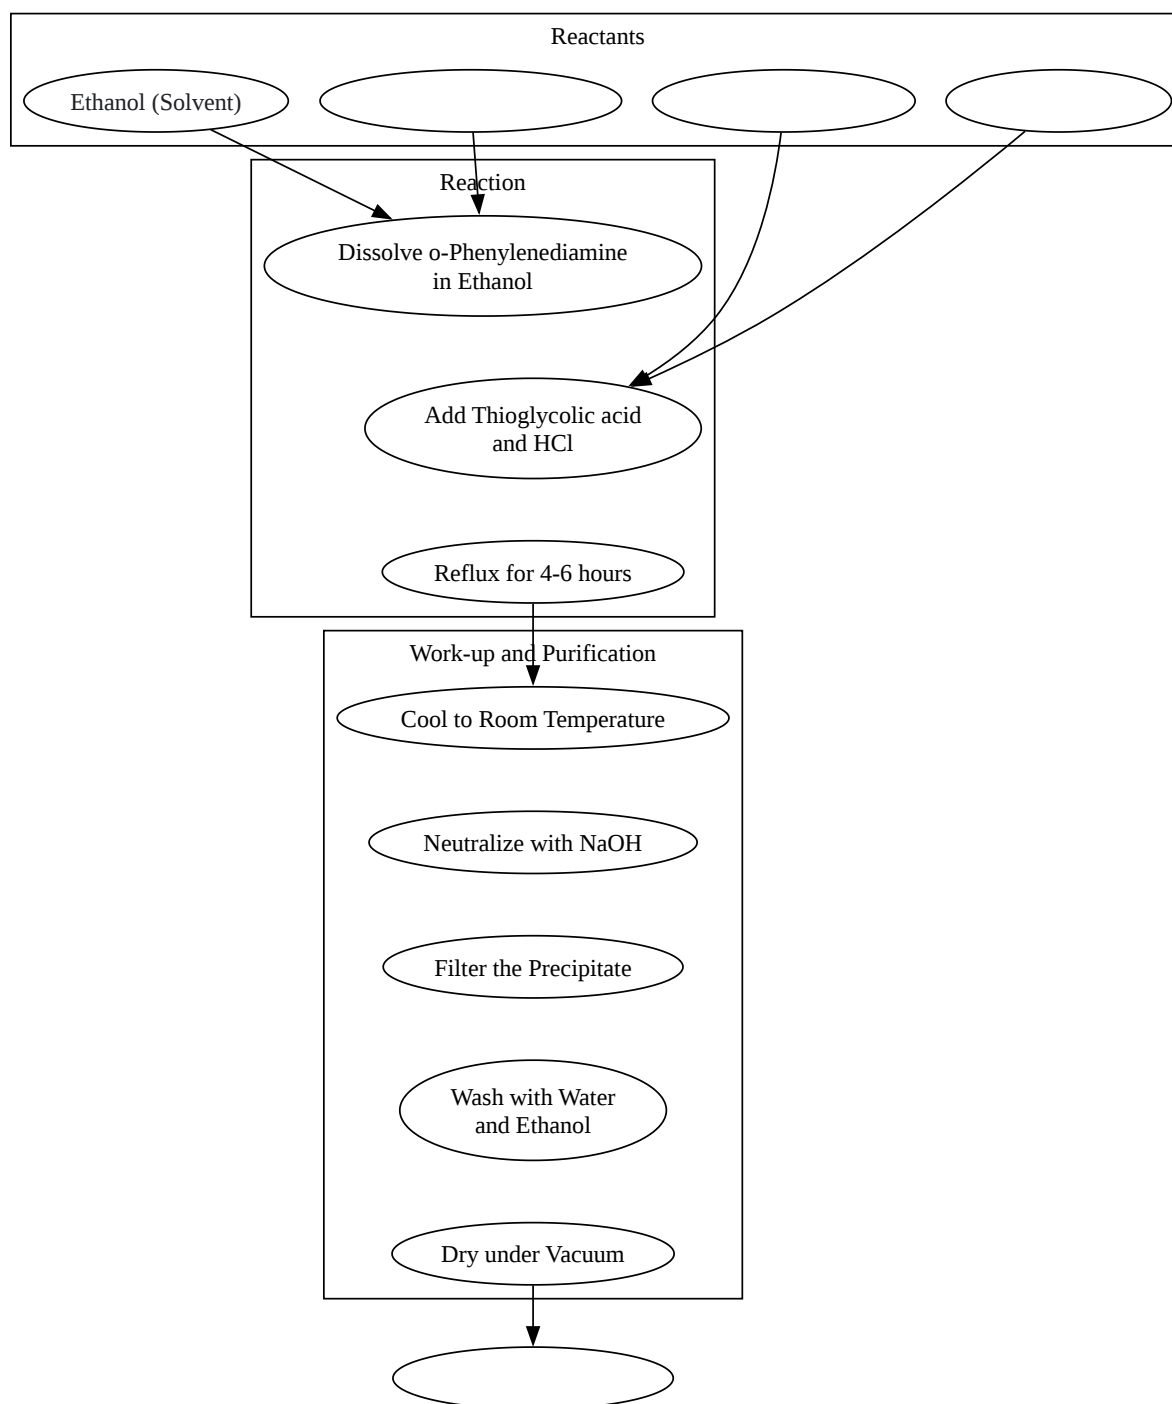 Reactants
Ethanol (Solvent)
Reaction
Dissolve o-Phenylenediamine
in Ethanol
Add Thioglycolic acid
and HCl
Reflux for 4-6 hours
Work-up and Purification
Cool to Room Temperature
Neutralize with NaOH
Filter the Precipitate
Wash with Water
and Ethanol
Dry under Vacuum